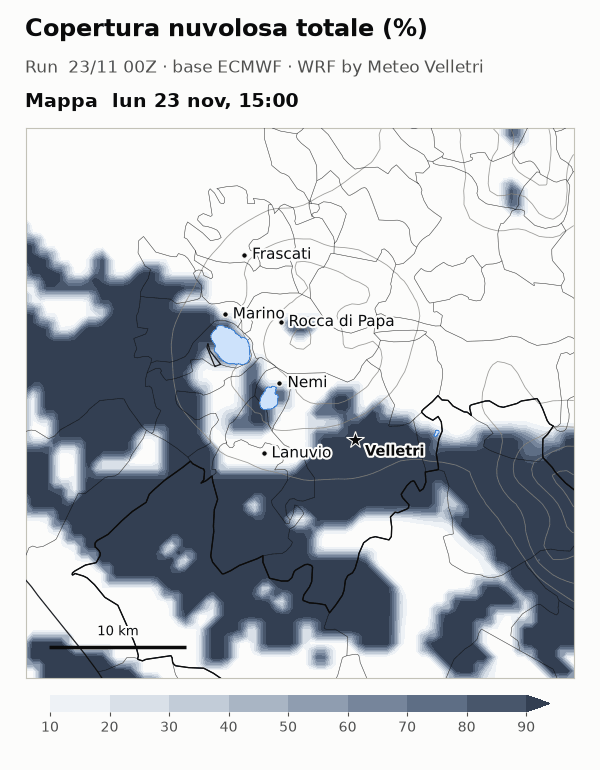 Copertura nuvolosa totale (%)
Run  23/11 00Z · base ECMWF · WRF by Meteo Velletri
Mappa  lun 23 nov, 15:00
Frascati
Marino
Rocca di Papa
Nemi
Velletri
Lanuvio
10 km
10 20 30 40 50 60 70 80 90